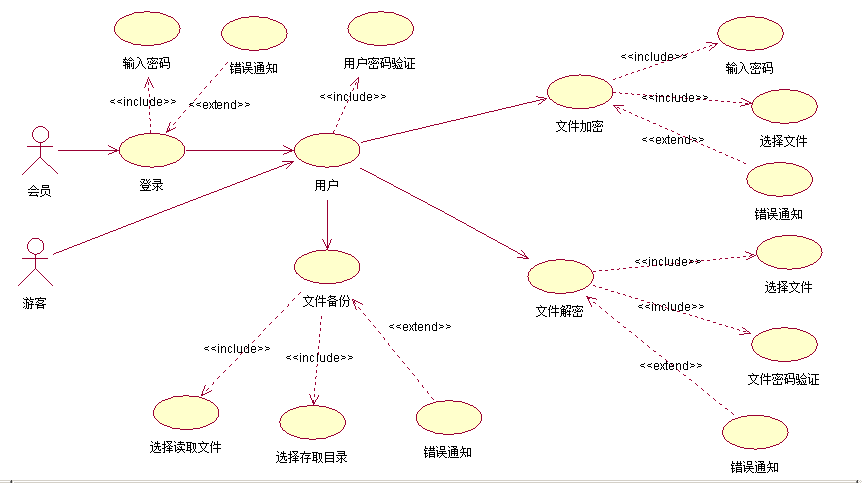 输入密码
错误通知
用户密码验证
<<include>>
输入密码
<<include>>
<<extend>>
<<include>>
<<include>>
文件加密
选择文件
<<extend>>
会员
登录
用户
错误通知
游客
<<include>>
选择文件
文件备份
文件解密
<<include>>
<<extend>>
<<include>>
<<include>>
<<extend>>
文件密码验证
选择读取文件
选择存取目录
错误通知
错误通知